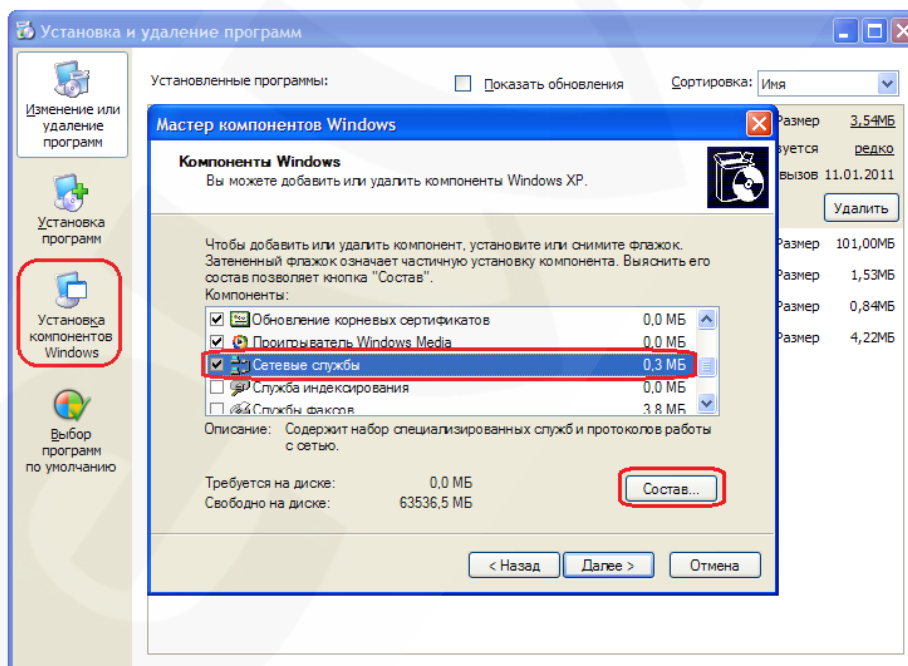 Установка и удаление программ
Изменение или
удаление
программ
Установка
программ
Установка
компонентов
Windows
Выбор
программ
по умолчанию
Установленные программы:
Показать обновления
Сортировка:
Имя
Размер 3,54МБ
зуется редко
вызов 11.01.2011
Удалить
Размер 101,00МБ
Размер 1,53МБ
Размер 0,84МБ
Размер 4,22МБ
Мастер компонентов Windows
Компоненты Windows
Вы можете добавить или удалить компоненты Windows XP.
Чтобы добавить или удалить компонент, установите или снимите флажок.
Затененный флажок означает частичную установку компонента. Выяснить его
состав позволяет кнопка "Состав".
Компоненты:
Обновление корневых сертификатов 0,0 МБ
Проигрыватель Windows Media 0,0 МБ
Сетевые службы 0,3 МБ
Служба индексирования 0,0 МБ
Службы факсов 3,8 МБ
Описание: Содержит набор специализированных служб и протоколов работы
с сетью.
Требуется на диске: 0,0 МБ
Свободно на диске: 63536,5 МБ
Состав...
< Назад
Далее >
Отмена